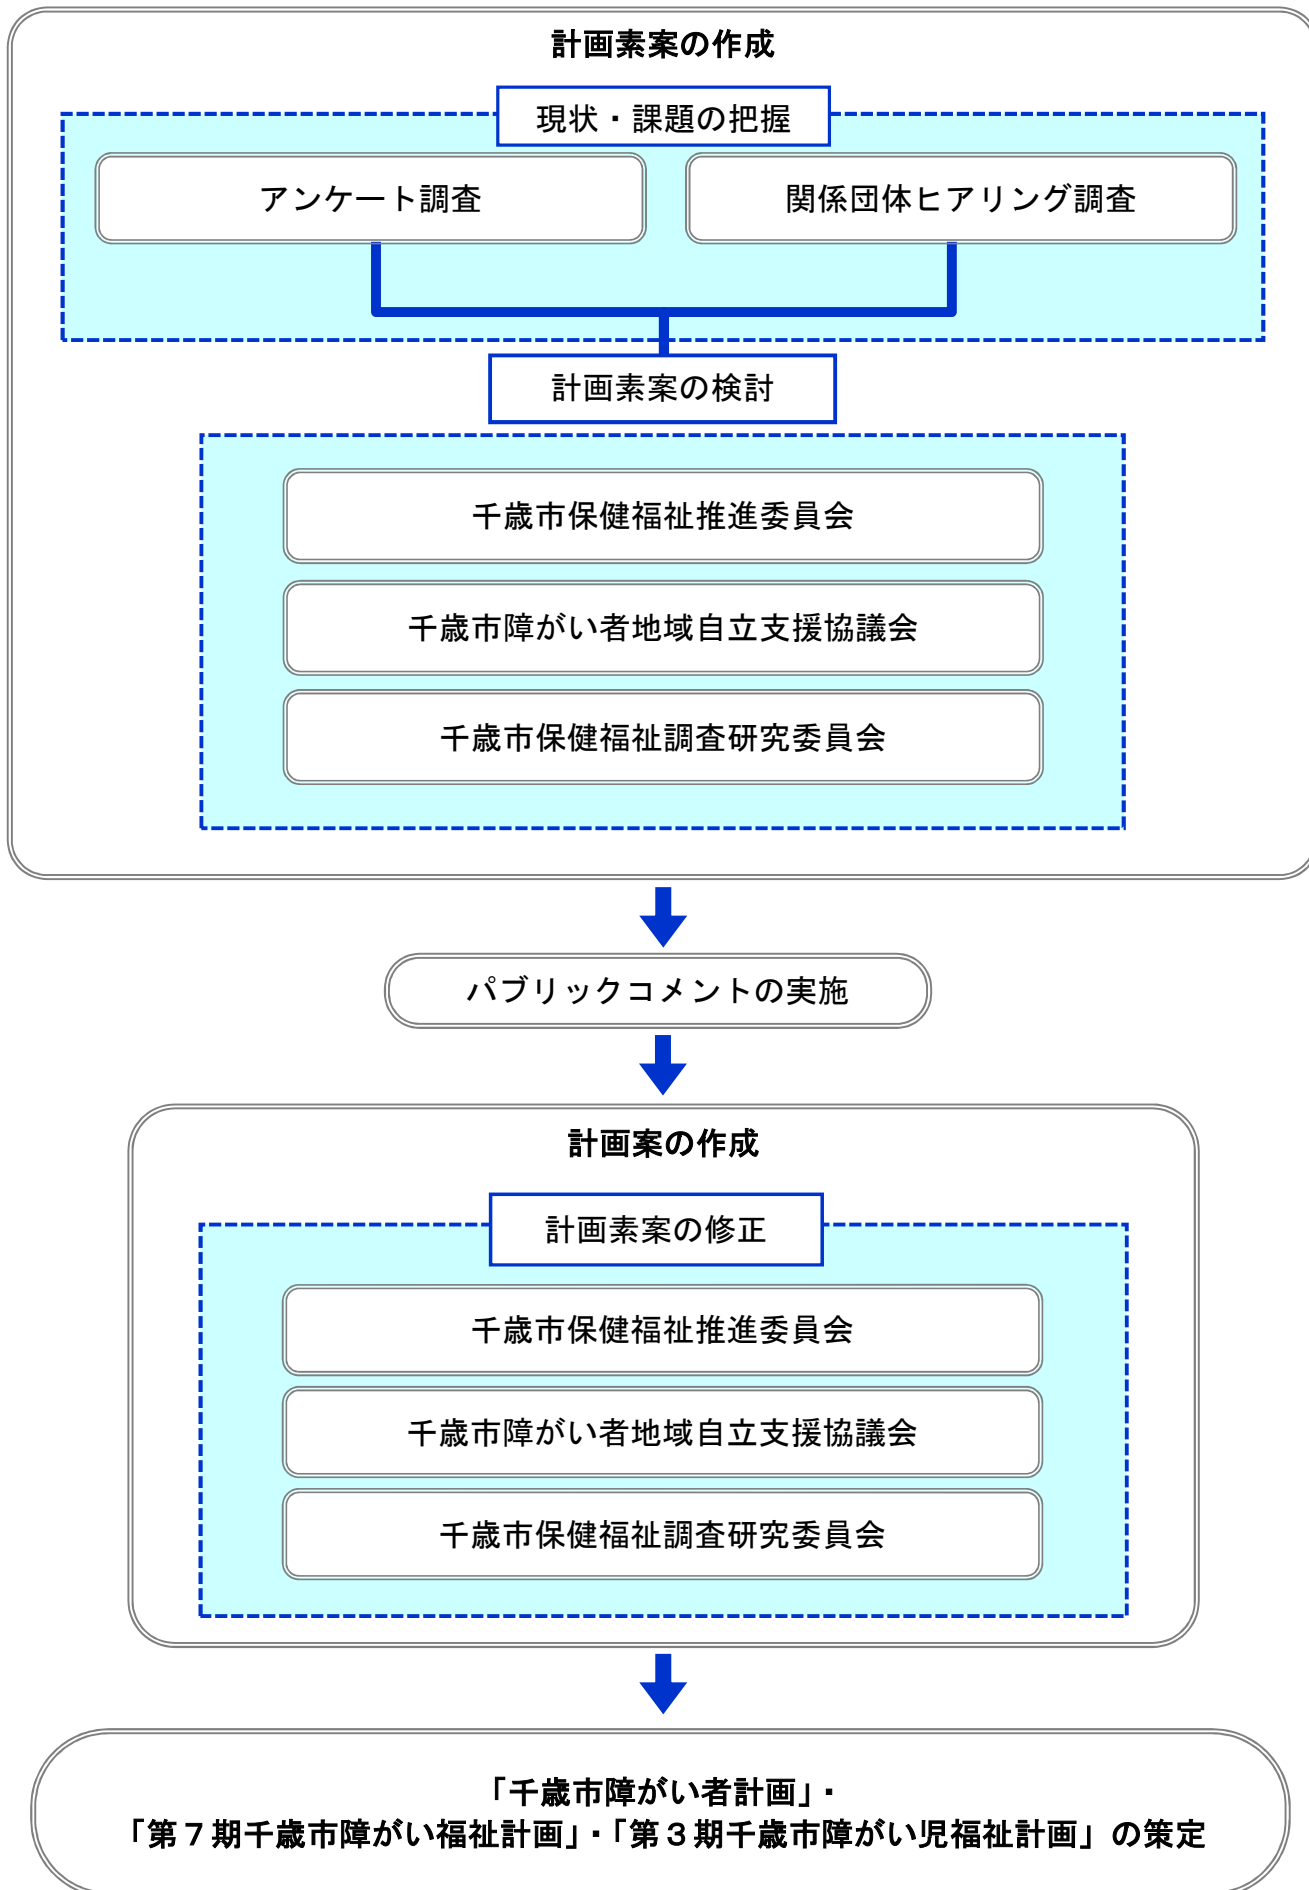 計画素案の作成
現状・課題の把握
アンケート調査
関係団体ヒアリング調査
計画素案の検討
千歳市保健福祉推進委員会
千歳市障がい者地域自立支援協議会
千歳市保健福祉調査研究委員会
パブリックコメントの実施
計画案の作成
計画素案の修正
千歳市保健福祉推進委員会
千歳市障がい者地域自立支援協議会
千歳市保健福祉調査研究委員会
「千歳市障がい者計画」・
「第７期千歳市障がい福祉計画」・「第３期千歳市障がい児福祉計画」の策定